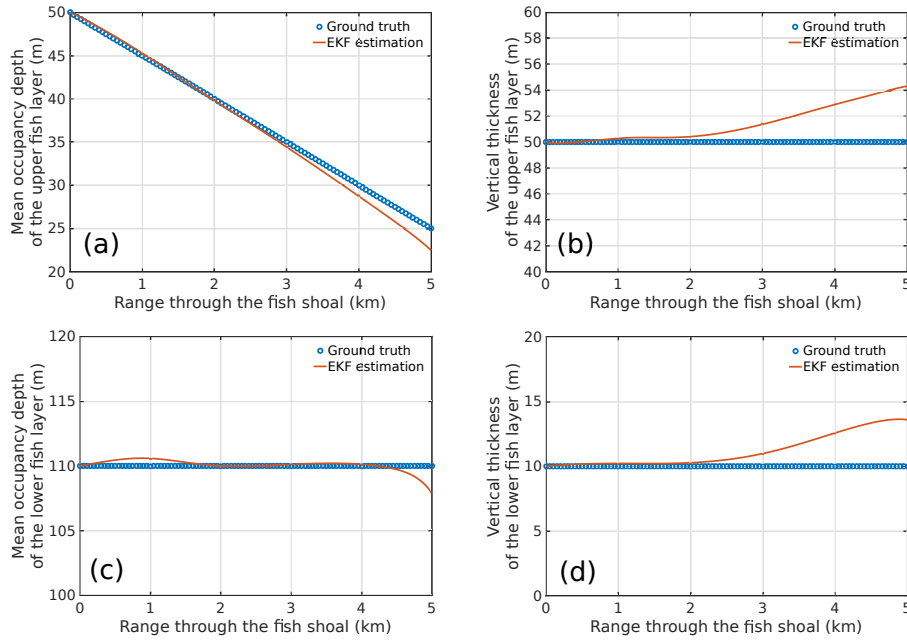 Mean occupancy depth
of the upper fish layer (m)
50
45
40
35
30
25
20
Ground truth
EKF estimation
(a)
0 1 2 3 4 5
Range through the fish shoal (km)
Vertical thickness
of the upper fish layer (m)
60
58
56
54
52
50
48
46
44
42
40
Ground truth
EKF estimation
(b)
0 1 2 3 4 5
Range through the fish shoal (km)
Mean occupancy depth
of the lower fish layer (m)
120
115
110
105
100
Ground truth
EKF estimation
(c)
0 1 2 3 4 5
Range through the fish shoal (km)
Vertical thickness
of the lower fish layer (m)
20
15
10
5
0
Ground truth
EKF estimation
(d)
0 1 2 3 4 5
Range through the fish shoal (km)